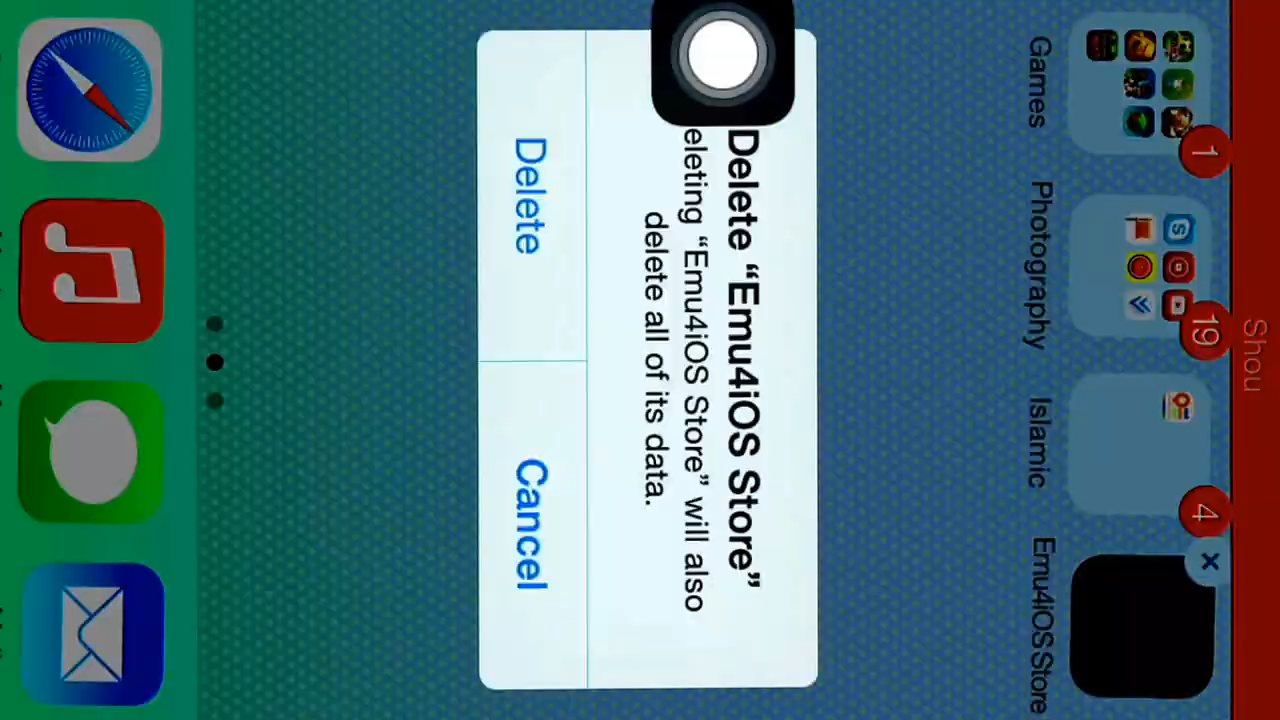 Shou
1
19
4
Games
Photography
Islamic
Emu4iOSStore
Delete “Emu4iOS Store”
eleting “Emu4iOS Store” will also
delete all of its data.
Delete
Cancel